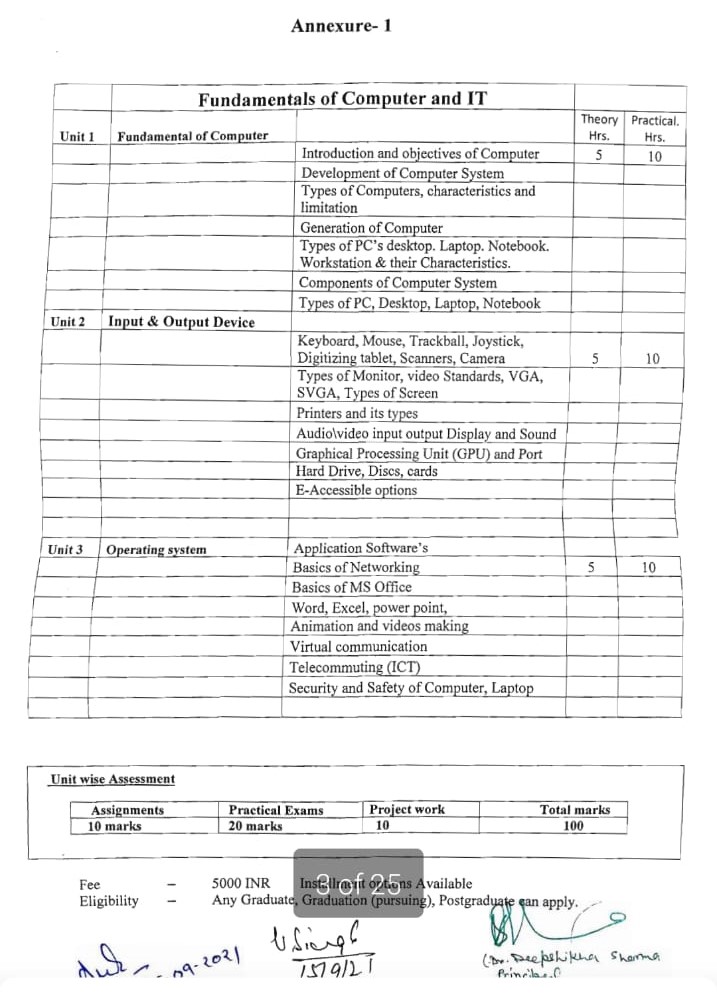 Annexure- 1
Fundamentals of Computer and IT
Unit 1 Fundamental of Computer Theory Hrs. Practical. Hrs.
Introduction and objectives of Computer 5 10
Development of Computer System
Types of Computers, characteristics and
limitation
Generation of Computer
Types of PC's desktop. Laptop. Notebook.
Workstation & their Characteristics.
Components of Computer System
Types of PC, Desktop, Laptop, Notebook
Unit 2 Input & Output Device
Keyboard, Mouse, Trackball, Joystick,
Digitizing tablet, Scanners, Camera 5 10
Types of Monitor, video Standards, VGA,
SVGA, Types of Screen
Printers and its types
Audio\video input output Display and Sound
Graphical Processing Unit (GPU) and Port
Hard Drive, Discs, cards
E-Accessible options
Unit 3 Operating system Application Software's
Basics of Networking 5 10
Basics of MS Office
Word, Excel, power point,
Animation and videos making
Virtual communication
Telecommuting (ICT)
Security and Safety of Computer, Laptop
Unit wise Assessment
Assignments Practical Exams Project work Total marks
10 marks 20 marks 10 100
3 of 25
Fee – 5000 INR Installment options Available
Eligibility – Any Graduate, Graduation (pursuing), Postgraduate can apply.
09-2021
15/9/21
(Dr. Deepshikha Sharma